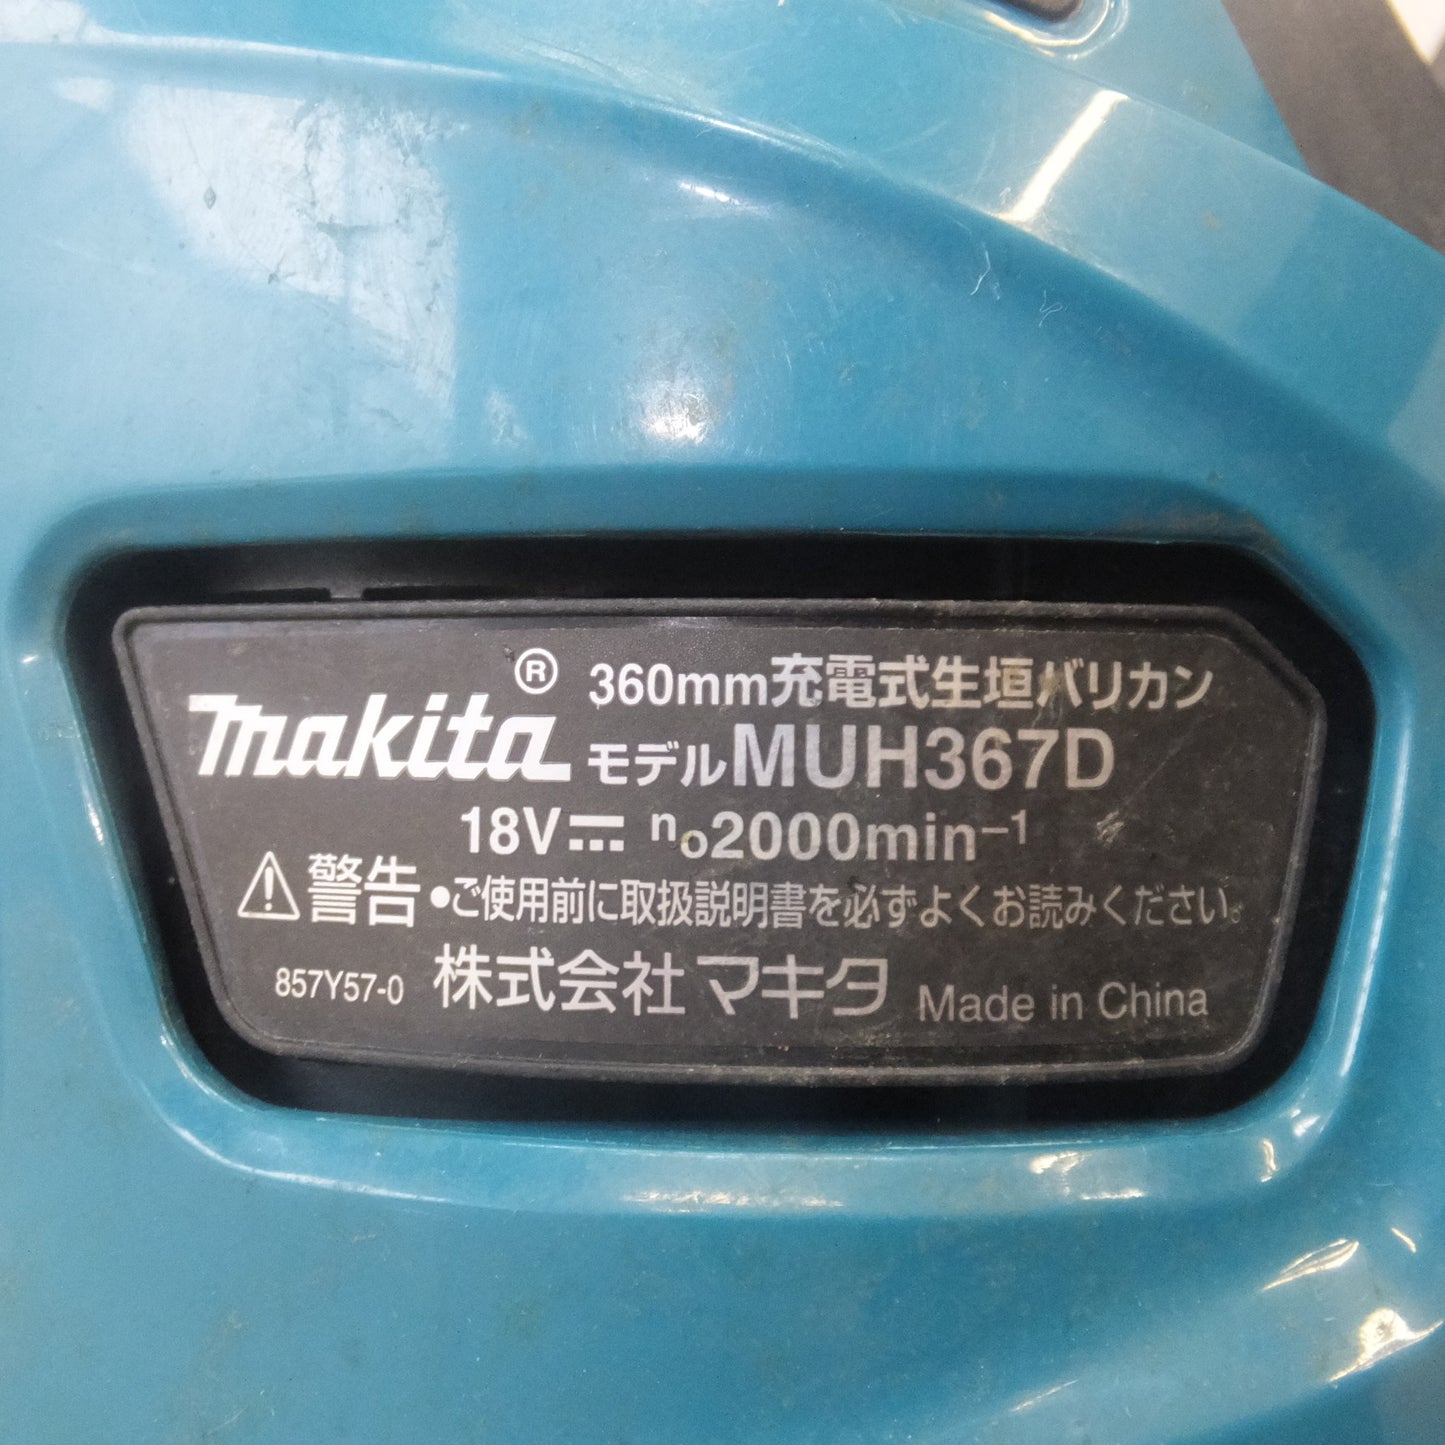 makita® 360mm充電式生垣バリカン
モデルMUH367D
18V⎓ no2000min-1
⚠警告 •ご使用前に取扱説明書を必ずよくお読みください。
857Y57-0 株式会社マキタ Made in China